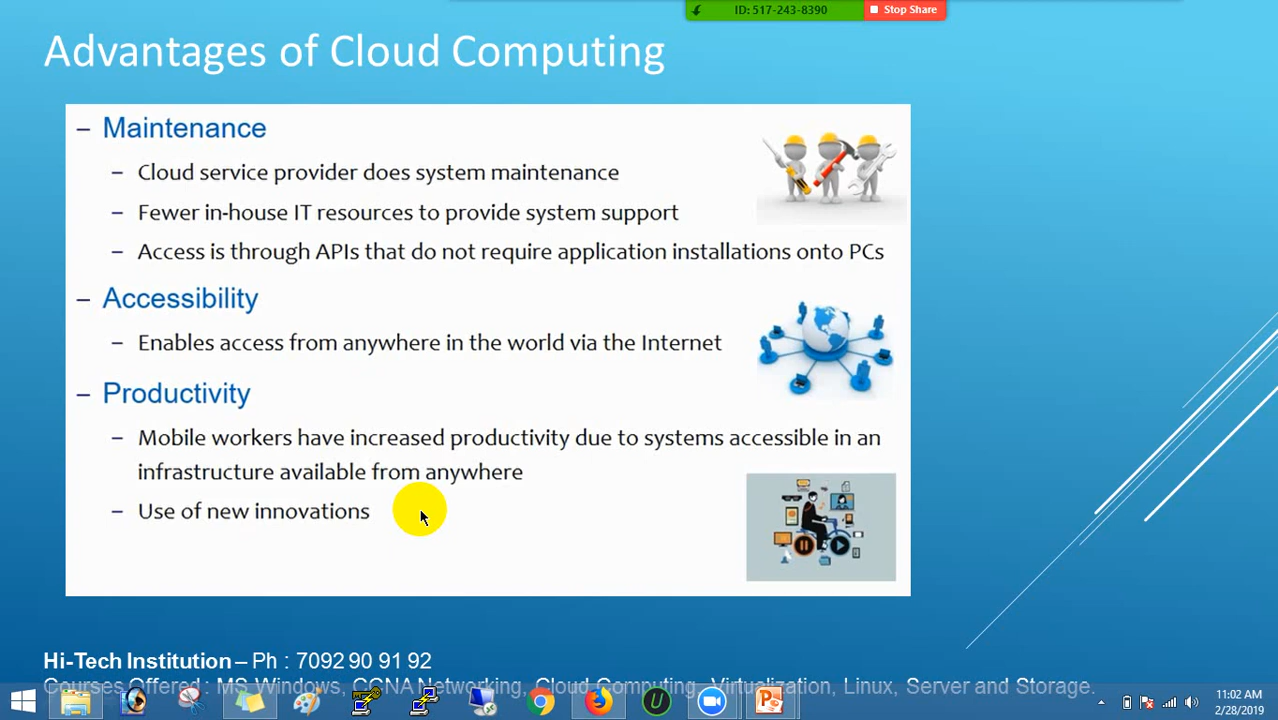 ID: 517-243-8390
Stop Share
Advantages of Cloud Computing
– Maintenance
– Cloud service provider does system maintenance
– Fewer in-house IT resources to provide system support
– Access is through APIs that do not require application installations onto PCs
– Accessibility
– Enables access from anywhere in the world via the Internet
– Productivity
– Mobile workers have increased productivity due to systems accessible in an
infrastructure available from anywhere
– Use of new innovations
Hi-Tech Institution – Ph : 7092 90 91 92
Courses Offered : MS Windows, CCNA Networking, Cloud Computing, Virtualization, Linux, Server and Storage.
11:02 AM
2/28/2019